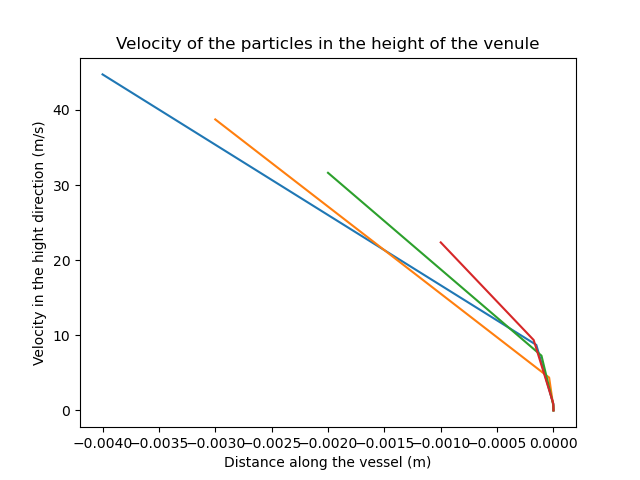 Velocity of the particles in the height of the venule
Velocity in the hight direction (m/s)
40
30
20
10
0
−0.0040−0.0035−0.0030−0.0025−0.0020−0.0015−0.0010−0.0005 0.0000
Distance along the vessel (m)